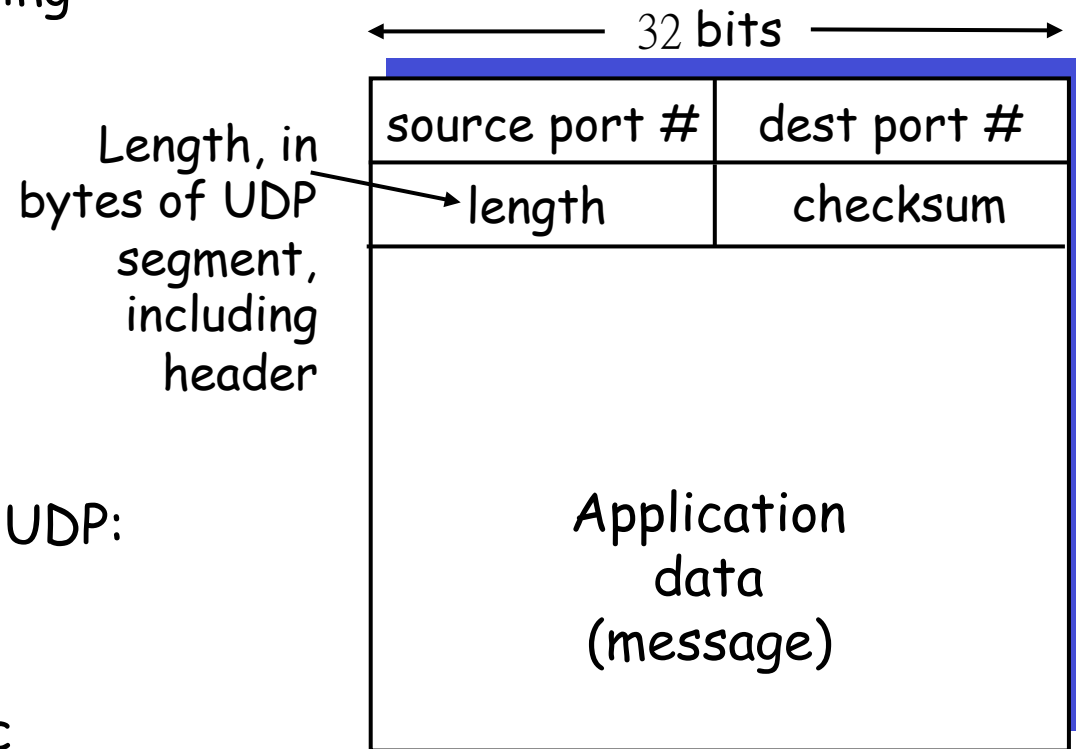 32 bits
source port # dest port #
Length, in
bytes of UDP
segment,
including
header
length checksum
UDP:
Application
data
(message)